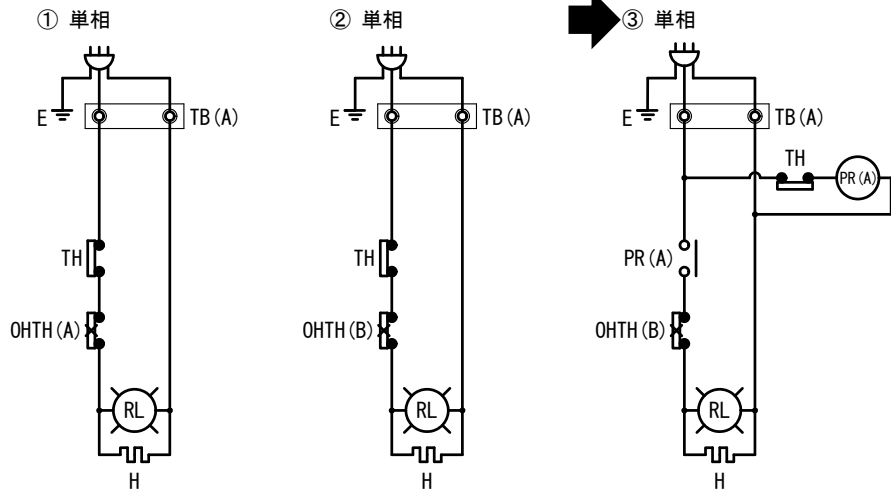 ① 単相
② 単相
③ 単相
E
TB(A)
E
TB(A)
E
TB(A)
TH
PR(A)
TH
TH
PR(A)
OHTH(A)
OHTH(B)
OHTH(B)
RL
RL
RL
H
H
H